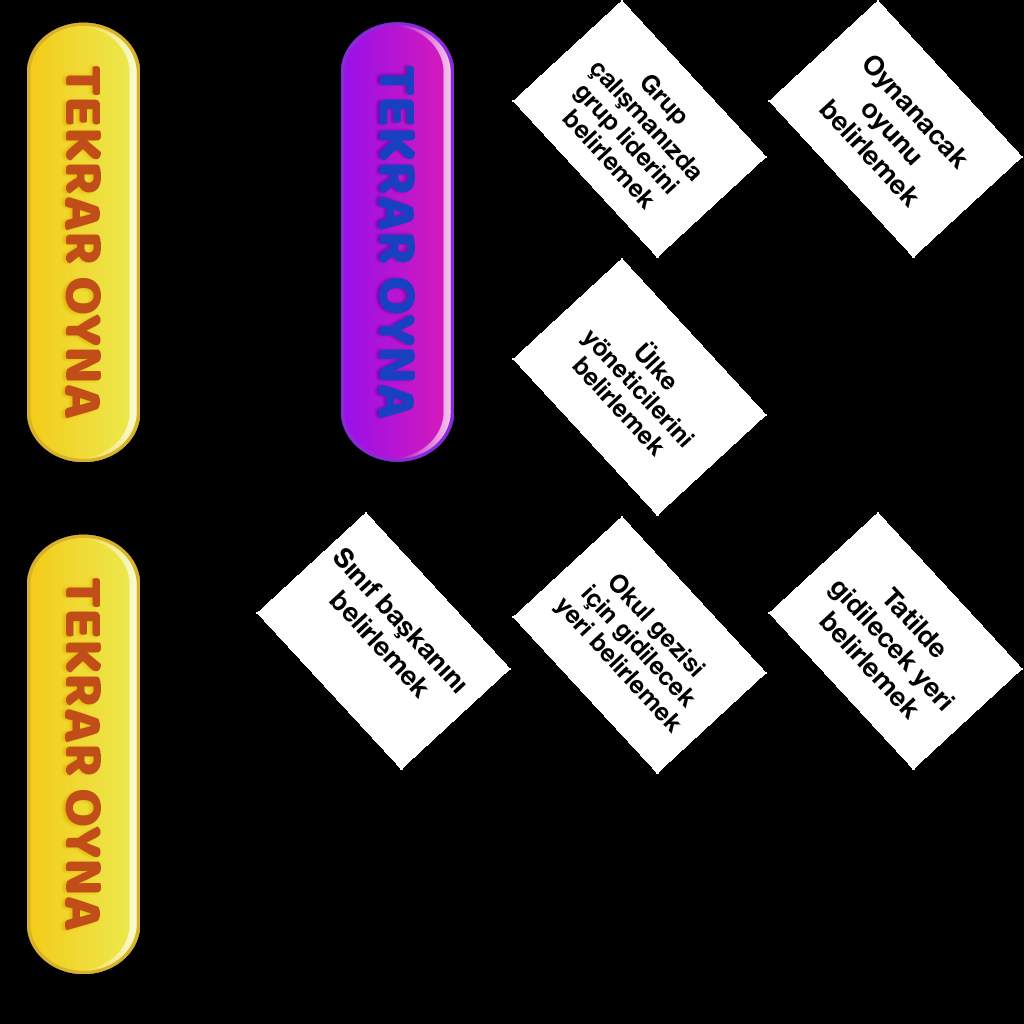 TEKRAR OYNA
TEKRAR OYNA
Grup
çalışmanızda
grup liderini
belirlemek
Oynanacak
oyunu
belirlemek
Ülke
yöneticilerini
belirlemek
TEKRAR OYNA
Sınıf başkanını
belirlemek
Okul gezisi
için gidilecek
yeri belirlemek
Tatilde
gidilecek yeri
belirlemek